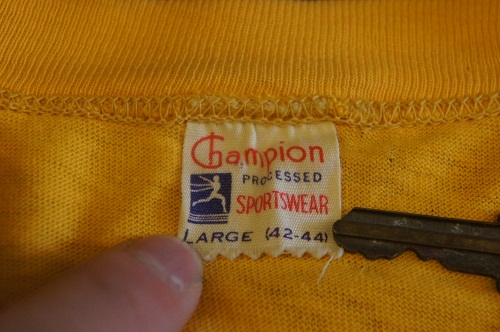 Champion
PROCESSED
SPORTSWEAR
LARGE (42-44)